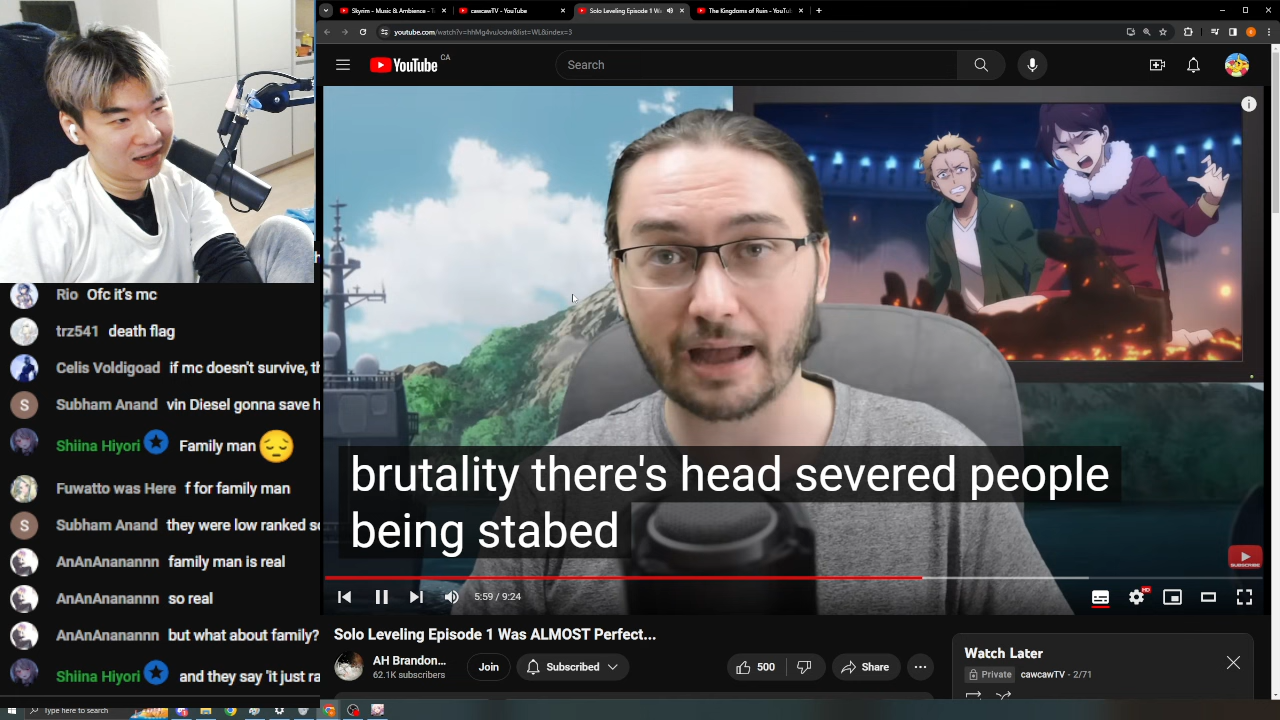 Skyrim - Music & Ambience - T
cawcawTV - YouTube
Solo Leveling Episode 1 W
The Kingdoms of Ruin - YouTub
youtube.com/watch?v=hhMg4vuJodw&list=WL&index=3
YouTube CA
Search
brutality there's head severed people
being stabed
SUBSCRIBE
5:59 / 9:24
HD
Solo Leveling Episode 1 Was ALMOST Perfect...
AH Brandon...
62.1K subscribers
Join
Subscribed
500
Share
Watch Later
Private cawcawTV - 2/71
Rio Ofc it's mc
trz541 death flag
Celis Voldigoad if mc doesn't survive, th
S
Subham Anand vin Diesel gonna save h
Shiina Hiyori Family man
Fuwatto was Here f for family man
S
Subham Anand they were low ranked so
AnAnAnanannn family man is real
AnAnAnanannn so real
AnAnAnanannn but what about family?
Shiina Hiyori and they say "it just ra
Type here to search